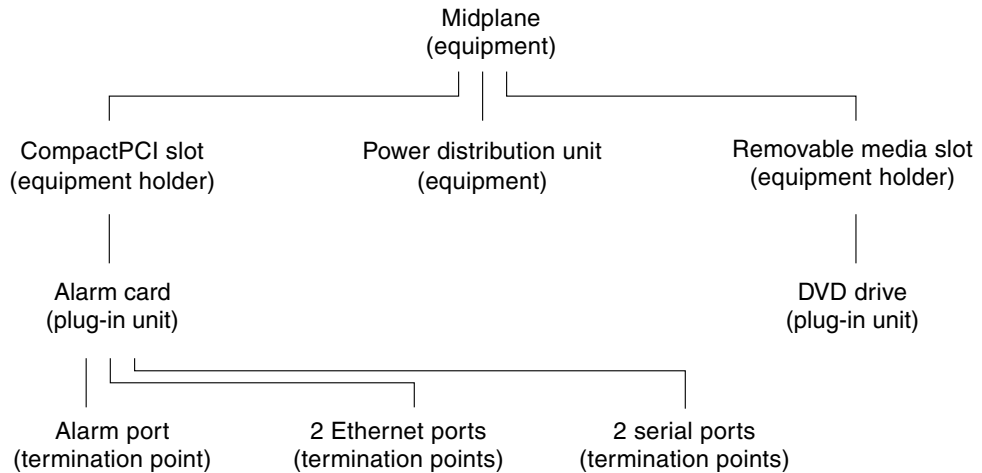 Midplane
(equipment)
CompactPCI slot
(equipment holder)
Power distribution unit
(equipment)
Removable media slot
(equipment holder)
Alarm card
(plug-in unit)
DVD drive
(plug-in unit)
Alarm port
(termination point)
2 Ethernet ports
(termination points)
2 serial ports
(termination points)